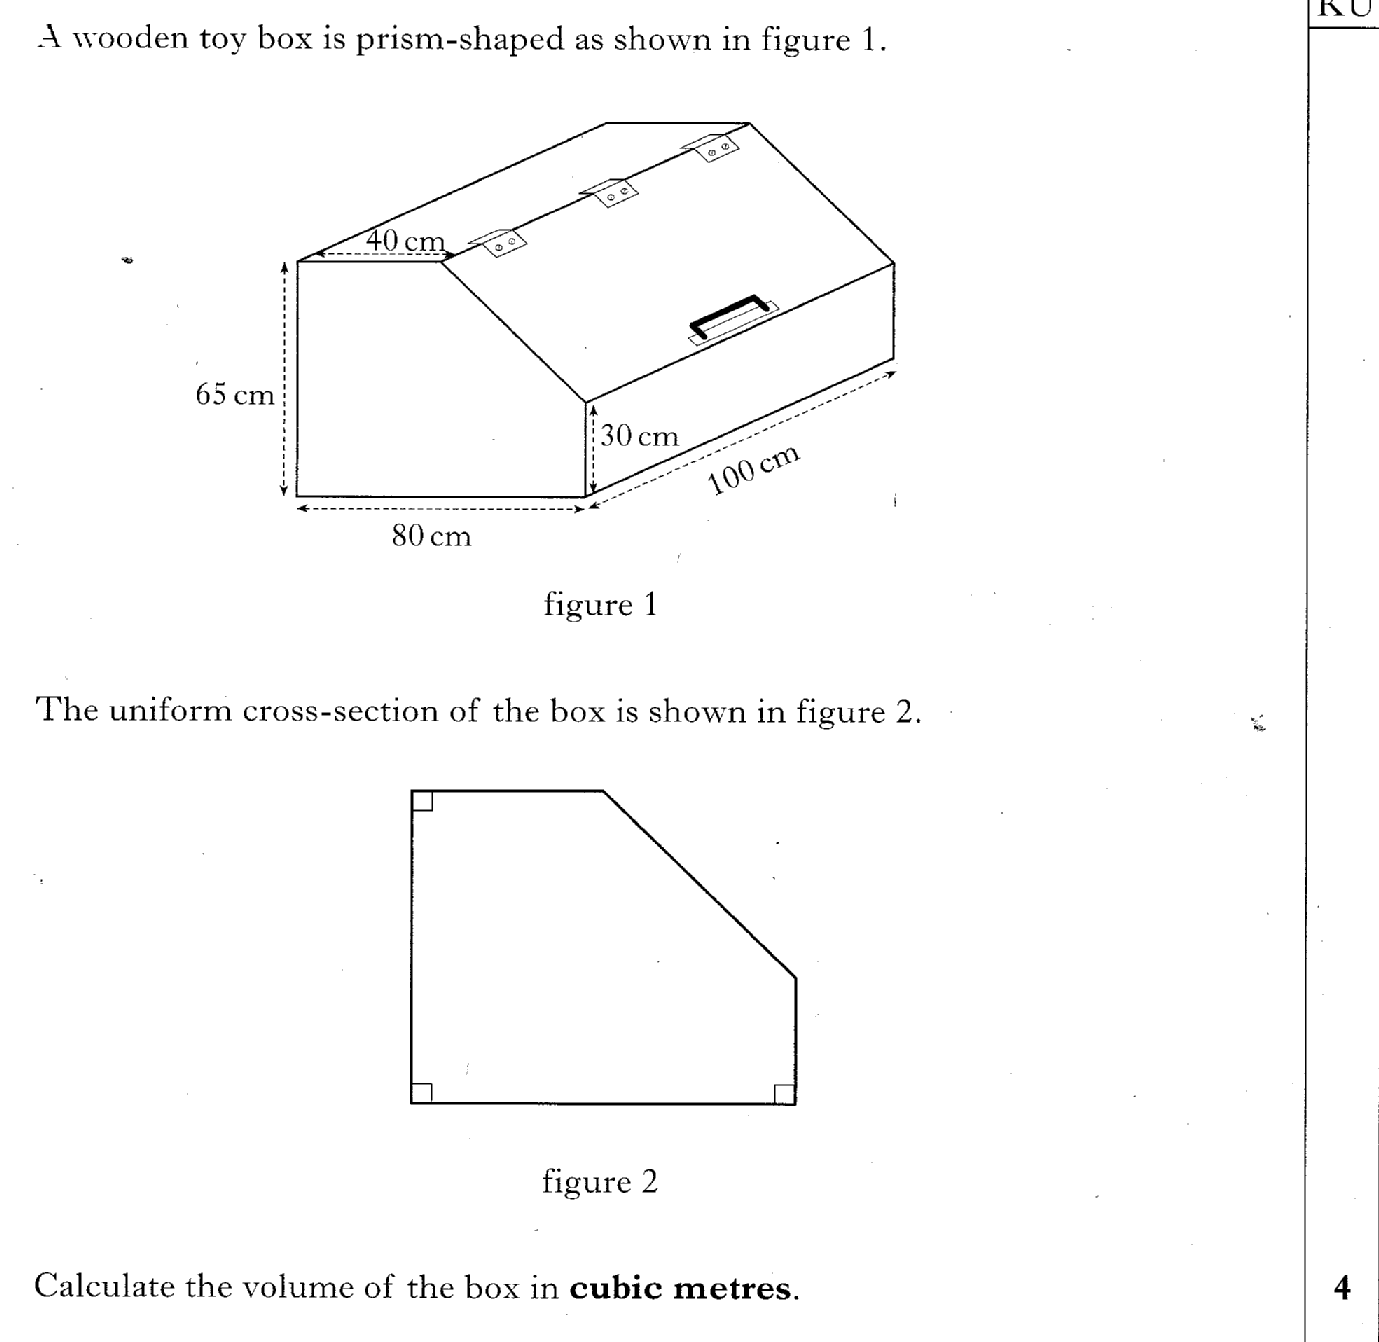 KU
A wooden toy box is prism-shaped as shown in figure 1.
40 cm
65 cm
30 cm
100 cm
80 cm
figure 1
The uniform cross-section of the box is shown in figure 2.
figure 2
Calculate the volume of the box in cubic metres.
4